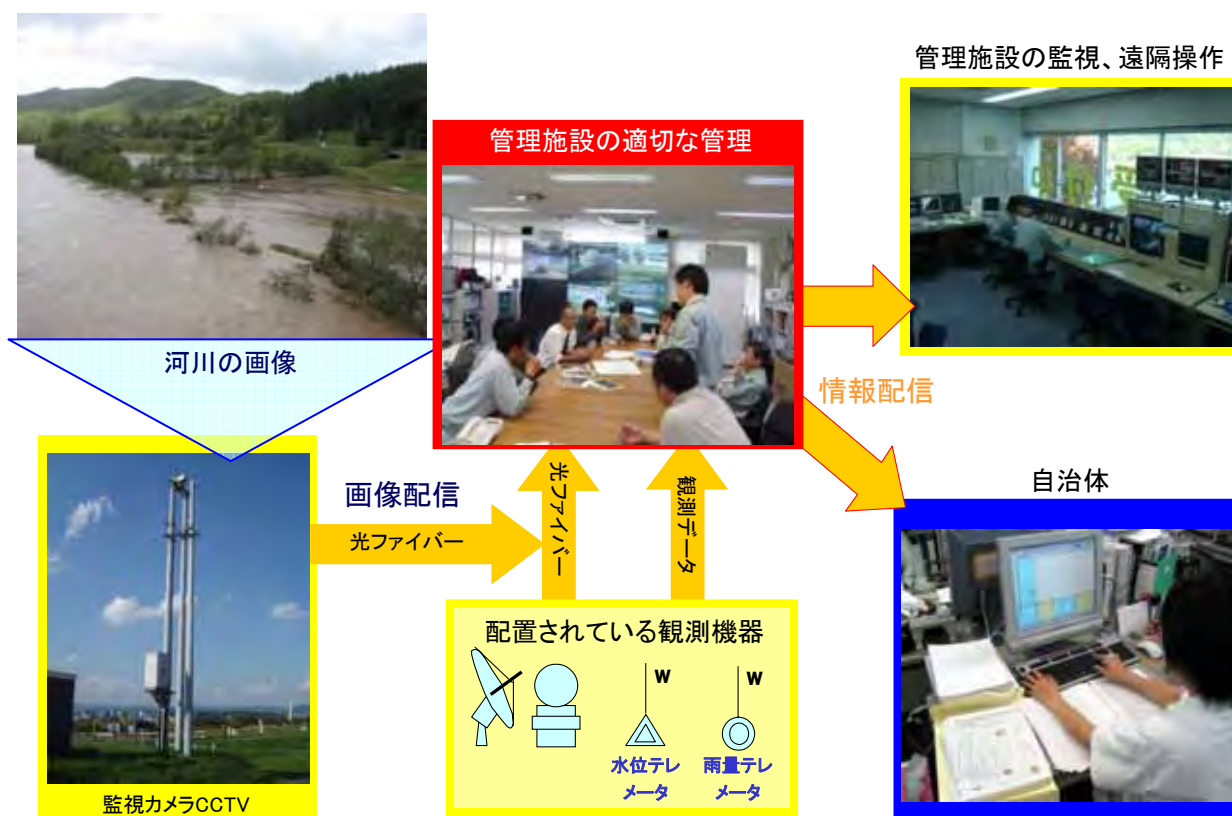 管理施設の監視、遠隔操作
管理施設の適切な管理
河川の画像
情報配信
画像配信
光ファイバー
光ファイバー
観測データ
自治体
配置されている観測機器
W
W
水位テレ
メータ
雨量テレ
メータ
監視カメラCCTV